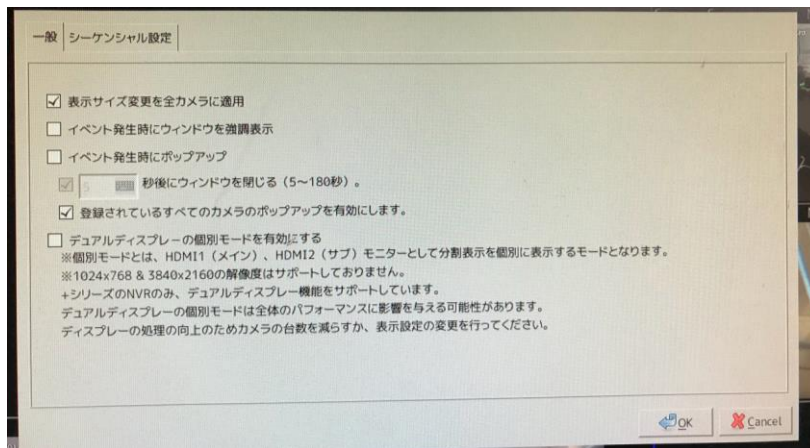 一般 シーケンシャル設定
表示サイズ変更を全カメラに適用
イベント発生時にウィンドウを強調表示
イベント発生時にポップアップ
5 秒後にウィンドウを閉じる（5～180秒）。
登録されているすべてのカメラのポップアップを有効にします。
デュアルディスプレーの個別モードを有効にする
※個別モードとは、HDMI1（メイン）、HDMI2（サブ）モニターとして分割表示を個別に表示するモードとなります。
※1024x768 & 3840x2160の解像度はサポートしておりません。
+シリーズのNVRのみ、デュアルディスプレー機能をサポートしています。
デュアルディスプレーの個別モードは全体のパフォーマンスに影響を与える可能性があります。
ディスプレーの処理の向上のためカメラの台数を減らすか、表示設定の変更を行ってください。
OK Cancel